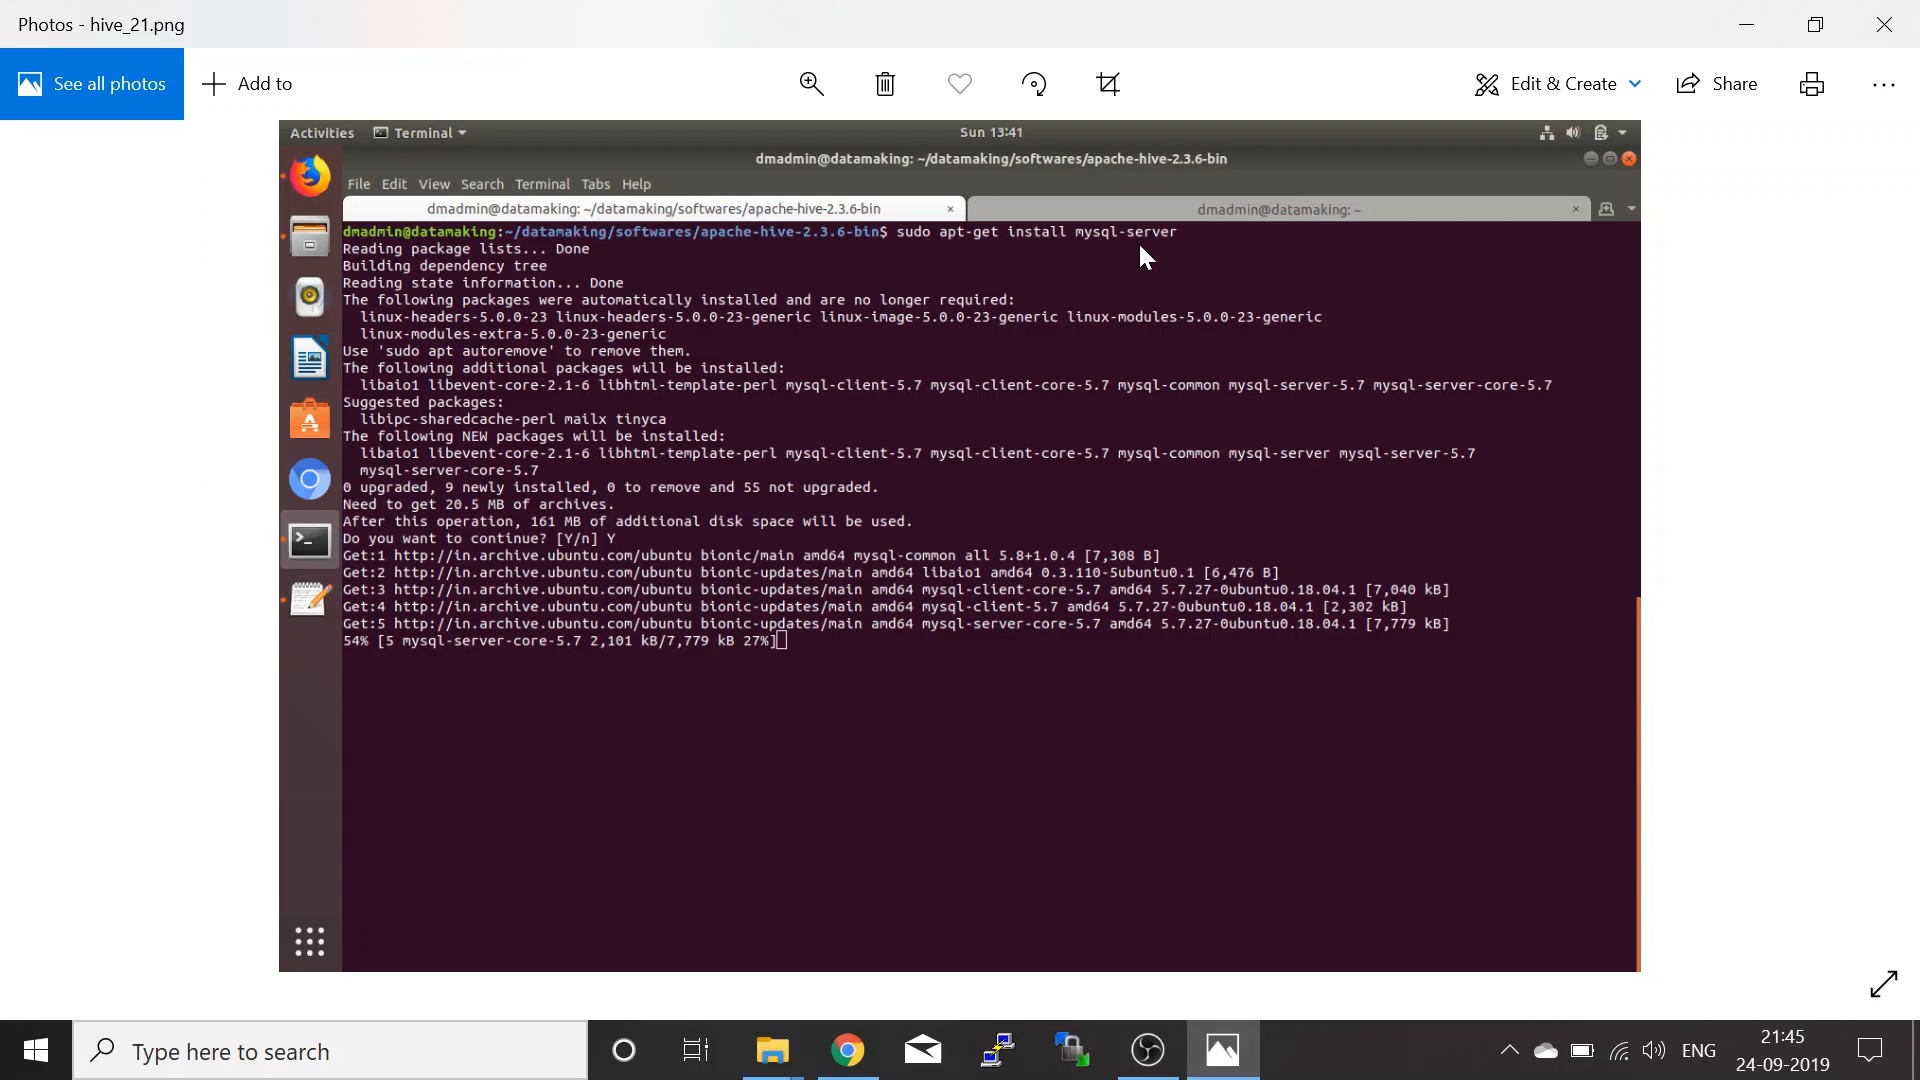 Photos - hive_21.png
See all photos
Add to
Edit & Create
Share
Activities
Terminal
Sun 13:41
dmadmin@datamaking: ~/datamaking/softwares/apache-hive-2.3.6-bin
File Edit View Search Terminal Tabs Help
dmadmin@datamaking: ~/datamaking/softwares/apache-hive-2.3.6-bin
dmadmin@datamaking: ~
dmadmin@datamaking:~/datamaking/softwares/apache-hive-2.3.6-bin$ sudo apt-get install mysql-server
Reading package lists... Done
Building dependency tree
Reading state information... Done
The following packages were automatically installed and are no longer required:
linux-headers-5.0.0-23 linux-headers-5.0.0-23-generic linux-image-5.0.0-23-generic linux-modules-5.0.0-23-generic
linux-modules-extra-5.0.0-23-generic
Use 'sudo apt autoremove' to remove them.
The following additional packages will be installed:
libaio1 libevent-core-2.1-6 libhtml-template-perl mysql-client-5.7 mysql-client-core-5.7 mysql-common mysql-server-5.7 mysql-server-core-5.7
Suggested packages:
libipc-sharedcache-perl mailx tinyca
The following NEW packages will be installed:
libaio1 libevent-core-2.1-6 libhtml-template-perl mysql-client-5.7 mysql-client-core-5.7 mysql-common mysql-server mysql-server-5.7
mysql-server-core-5.7
0 upgraded, 9 newly installed, 0 to remove and 55 not upgraded.
Need to get 20.5 MB of archives.
After this operation, 161 MB of additional disk space will be used.
Do you want to continue? [Y/n] Y
Get:1 http://in.archive.ubuntu.com/ubuntu bionic/main amd64 mysql-common all 5.8+1.0.4 [7,308 B]
Get:2 http://in.archive.ubuntu.com/ubuntu bionic-updates/main amd64 libaio1 amd64 0.3.110-5ubuntu0.1 [6,476 B]
Get:3 http://in.archive.ubuntu.com/ubuntu bionic-updates/main amd64 mysql-client-core-5.7 amd64 5.7.27-0ubuntu0.18.04.1 [7,040 kB]
Get:4 http://in.archive.ubuntu.com/ubuntu bionic-updates/main amd64 mysql-client-5.7 amd64 5.7.27-0ubuntu0.18.04.1 [2,302 kB]
Get:5 http://in.archive.ubuntu.com/ubuntu bionic-updates/main amd64 mysql-server-core-5.7 amd64 5.7.27-0ubuntu0.18.04.1 [7,779 kB]
54% [5 mysql-server-core-5.7 2,101 kB/7,779 kB 27%]
Type here to search
ENG
21:45
24-09-2019